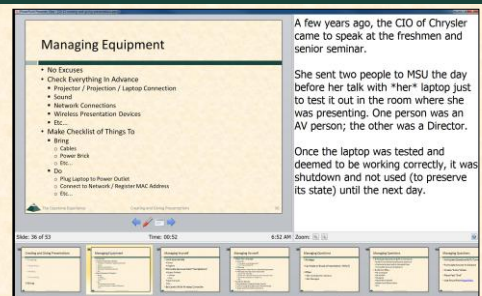 Managing Equipment
• No Excuses
• Check Everything In Advance
• Projector / Projection / Laptop Connection
• Sound
• Network Connections
• Wireless Presentation Devices
• Etc...
• Make Checklist of Things To
• Bring
o Cables
o Power Brick
o Etc...
• Do
o Plug Laptop to Power Outlet
o Connect to Network / Register MAC Address
o Etc...
A few years ago, the CIO of Chrysler
came to speak at the freshmen and
senior seminar.
She sent two people to MSU the day
before her talk with *her* laptop just
to test it out in the room where she
was presenting. One person was an
AV person; the other was a Director.
Once the laptop was tested and
deemed to be working correctly, it was
shutdown and not used (to preserve
its state) until the next day.
Slide: 36 of 53
Time: 00:52
6:52 AM
Zoom: